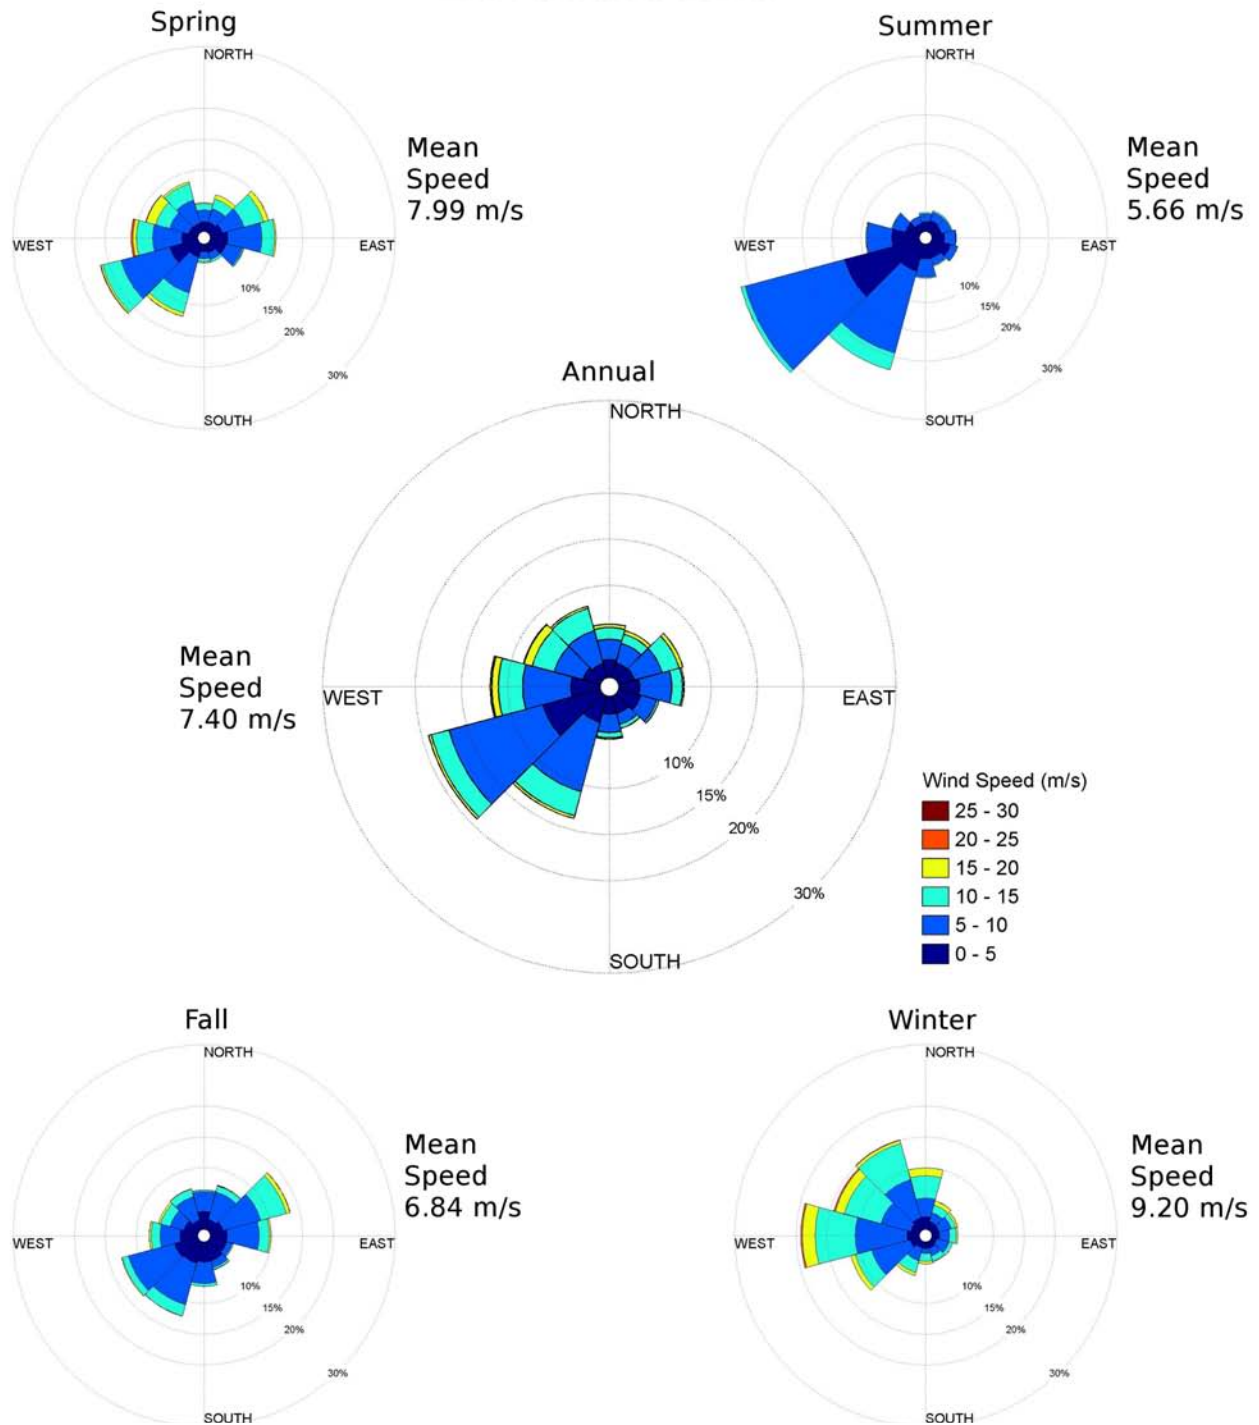 Spring
NORTH
WEST
EAST
SOUTH
10%
15%
20%
30%
Mean
Speed
7.99 m/s
Summer
NORTH
WEST
EAST
SOUTH
10%
15%
20%
30%
Mean
Speed
5.66 m/s
Annual
NORTH
WEST
EAST
SOUTH
10%
15%
20%
30%
Mean
Speed
7.40 m/s
Wind Speed (m/s)
25 - 30
20 - 25
15 - 20
10 - 15
5 - 10
0 - 5
Fall
NORTH
WEST
EAST
SOUTH
10%
15%
20%
30%
Mean
Speed
6.84 m/s
Winter
NORTH
WEST
EAST
SOUTH
10%
15%
20%
30%
Mean
Speed
9.20 m/s